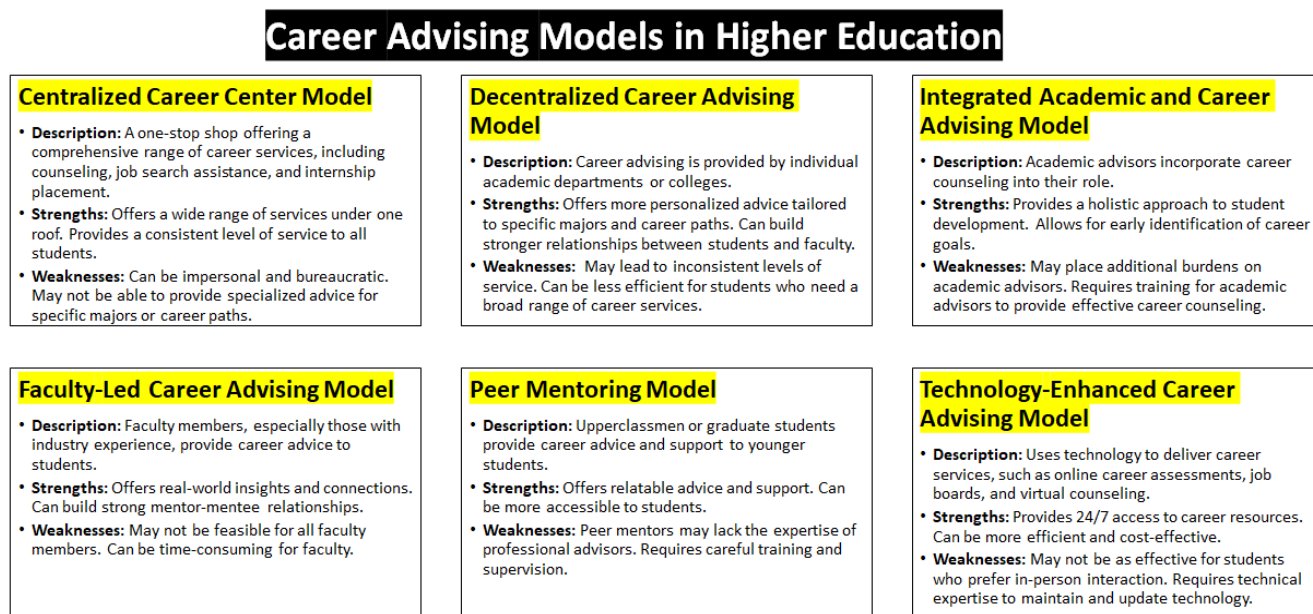 Career Advising Models in Higher Education
Centralized Career Center Model
• Description: A one-stop shop offering a
comprehensive range of career services, including
counseling, job search assistance, and internship
placement.
• Strengths: Offers a wide range of services under one
roof. Provides a consistent level of service to all
students.
• Weaknesses: Can be impersonal and bureaucratic.
May not be able to provide specialized advice for
specific majors or career paths.
Decentralized Career Advising
Model
• Description: Career advising is provided by individual
academic departments or colleges.
• Strengths: Offers more personalized advice tailored
to specific majors and career paths. Can build
stronger relationships between students and faculty.
• Weaknesses: May lead to inconsistent levels of
service. Can be less efficient for students who need a
broad range of career services.
Integrated Academic and Career
Advising Model
• Description: Academic advisors incorporate career
counseling into their role.
• Strengths: Provides a holistic approach to student
development. Allows for early identification of career
goals.
• Weaknesses: May place additional burdens on
academic advisors. Requires training for academic
advisors to provide effective career counseling.
Faculty-Led Career Advising Model
• Description: Faculty members, especially those with
industry experience, provide career advice to
students.
• Strengths: Offers real-world insights and connections.
Can build strong mentor-mentee relationships.
• Weaknesses: May not be feasible for all faculty
members. Can be time-consuming for faculty.
Peer Mentoring Model
• Description: Upperclassmen or graduate students
provide career advice and support to younger
students.
• Strengths: Offers relatable advice and support. Can
be more accessible to students.
• Weaknesses: Peer mentors may lack the expertise of
professional advisors. Requires careful training and
supervision.
Technology-Enhanced Career
Advising Model
• Description: Uses technology to deliver career
services, such as online career assessments, job
boards, and virtual counseling.
• Strengths: Provides 24/7 access to career resources.
Can be more efficient and cost-effective.
• Weaknesses: May not be as effective for students
who prefer in-person interaction. Requires technical
expertise to maintain and update technology.